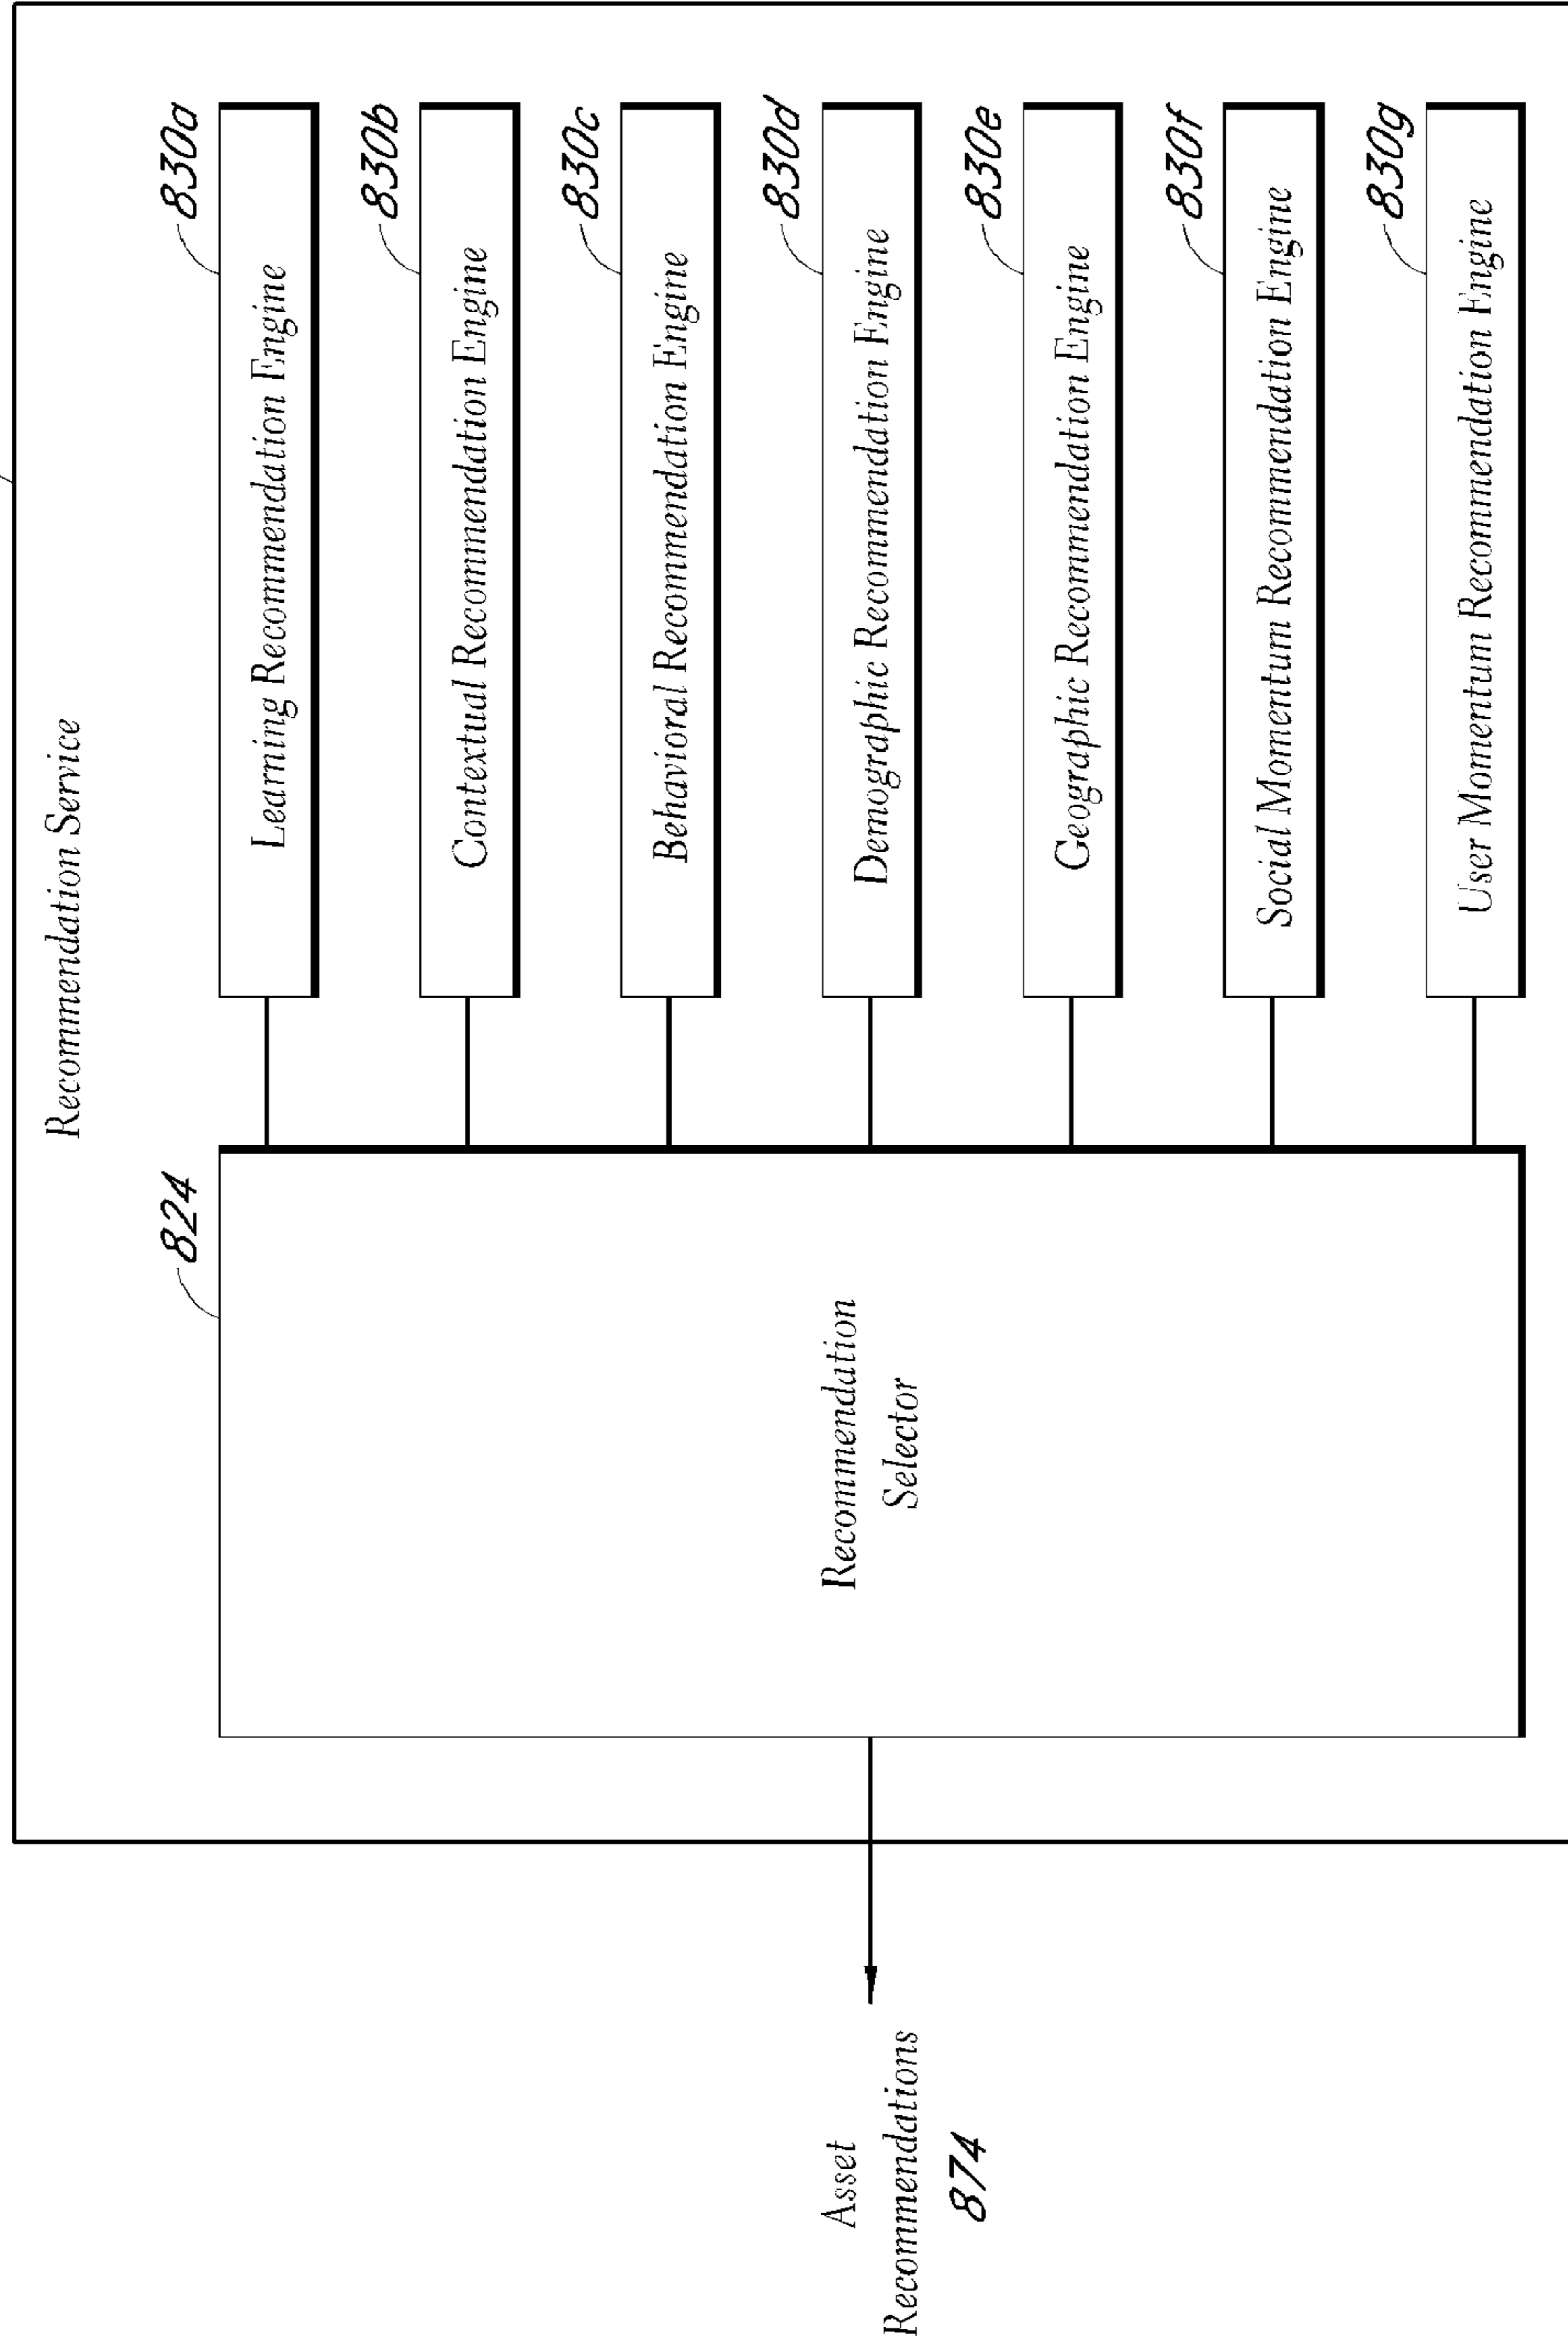 Recommendation Service
824
Recommendation
Selector
830a
Learning Recommendation Engine
830b
Contextual Recommendation Engine
830c
Behavioral Recommendation Engine
830d
Demographic Recommendation Engine
830e
Geographic Recommendation Engine
830f
Social Momentum Recommendation Engine
830g
User Momentum Recommendation Engine
Asset
Recommendations
874